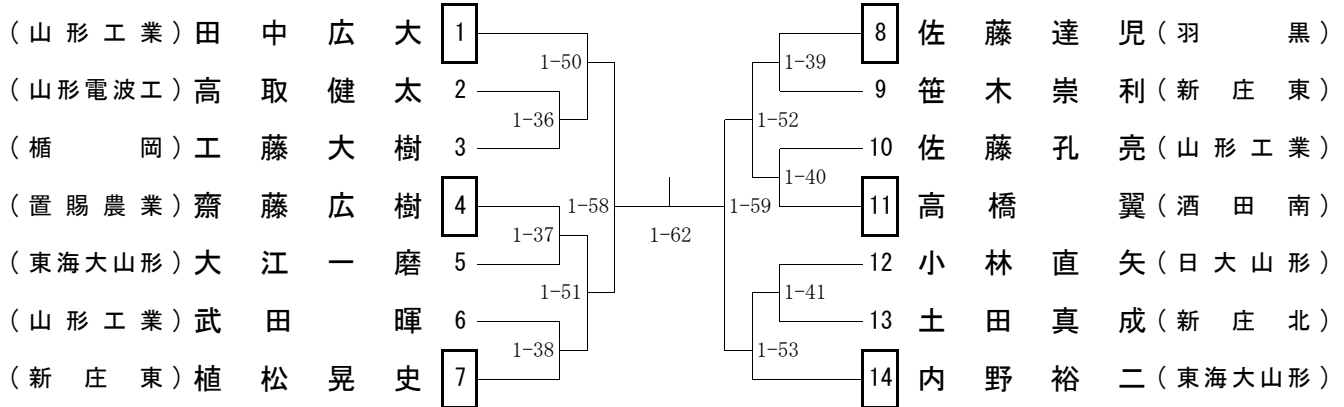 (山形工業) 田中広大 1
1-50
(山形電波工) 高取健太 2
1-36
(楯岡) 工藤大樹 3
(置賜農業) 齋藤広樹 4
1-58
1-37
(東海大山形) 大江一磨 5
1-51
(山形工業) 武田暉 6
1-38
(新庄東) 植松晃史 7
1-62
8 佐藤達児 (羽黒)
1-39
9 笹木崇利 (新庄東)
1-52
10 佐藤孔亮 (山形工業)
1-40
11 高橋翼 (酒田南)
1-59
12 小林直矢 (日大山形)
1-41
13 土田真成 (新庄北)
1-53
14 内野裕二 (東海大山形)